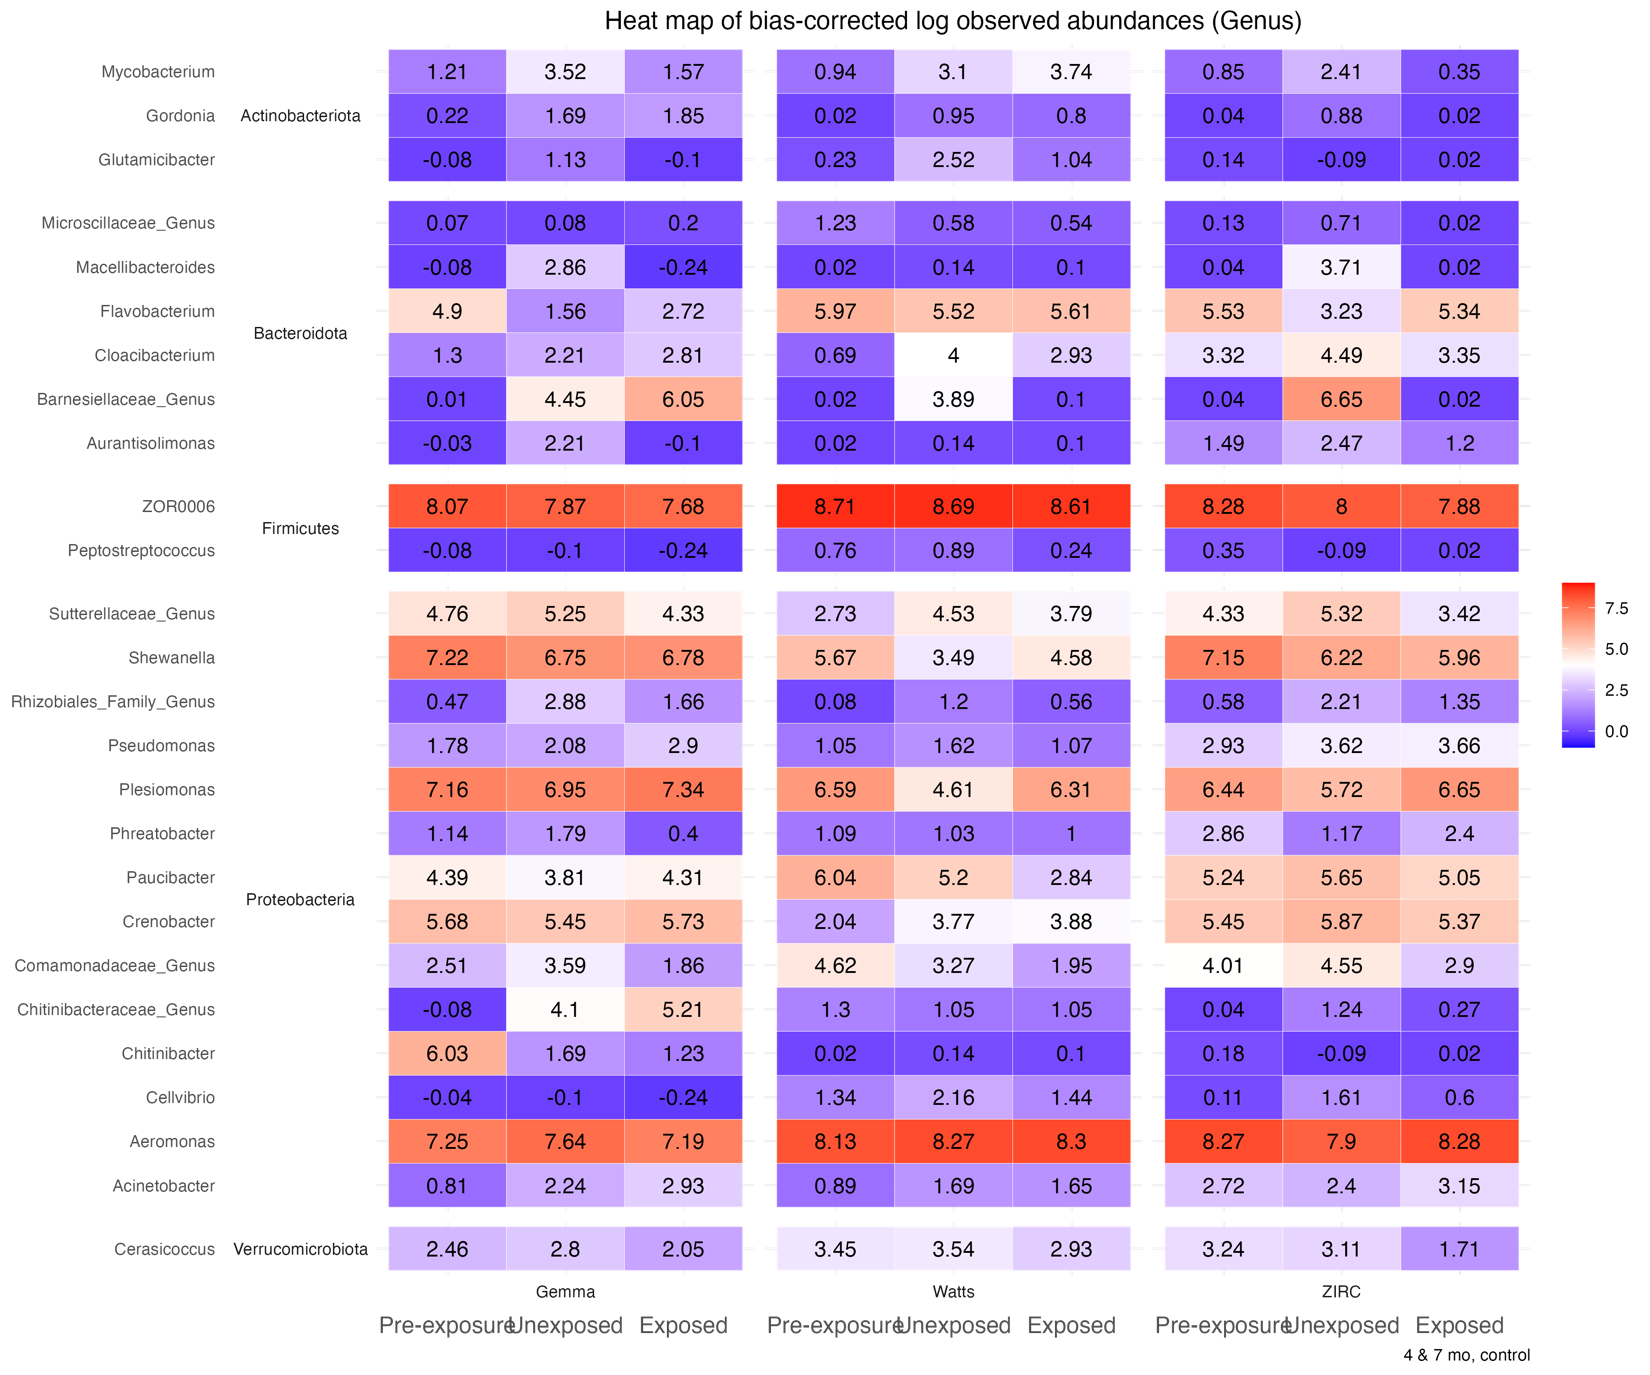 Heat map of bias-corrected log observed abundances (Genus)
Mycobacterium 1.21 3.52 1.57 0.94 3.1 3.74 0.85 2.41 0.35
Gordonia Actinobacteriota 0.22 1.69 1.85 0.02 0.95 0.8 0.04 0.88 0.02
Glutamicibacter -0.08 1.13 -0.1 0.23 2.52 1.04 0.14 -0.09 0.02
Microscillaceae_Genus 0.07 0.08 0.2 1.23 0.58 0.54 0.13 0.71 0.02
Macellibacteroides -0.08 2.86 -0.24 0.02 0.14 0.1 0.04 3.71 0.02
Flavobacterium 4.9 1.56 2.72 5.97 5.52 5.61 5.53 3.23 5.34
Bacteroidota
Cloacibacterium 1.3 2.21 2.81 0.69 4 2.93 3.32 4.49 3.35
Barnesiellaceae_Genus 0.01 4.45 6.05 0.02 3.89 0.1 0.04 6.65 0.02
Aurantisolimonas -0.03 2.21 -0.1 0.02 0.14 0.1 1.49 2.47 1.2
ZOR0006 8.07 7.87 7.68 8.71 8.69 8.61 8.28 8 7.88
Firmicutes
Peptostreptococcus -0.08 -0.1 -0.24 0.76 0.89 0.24 0.35 -0.09 0.02
Sutterellaceae_Genus 4.76 5.25 4.33 2.73 4.53 3.79 4.33 5.32 3.42
Shewanella 7.22 6.75 6.78 5.67 3.49 4.58 7.15 6.22 5.96
Rhizobiales_Family_Genus 0.47 2.88 1.66 0.08 1.2 0.56 0.58 2.21 1.35
Pseudomonas 1.78 2.08 2.9 1.05 1.62 1.07 2.93 3.62 3.66
Plesiomonas 7.16 6.95 7.34 6.59 4.61 6.31 6.44 5.72 6.65
Phreatobacter 1.14 1.79 0.4 1.09 1.03 1 2.86 1.17 2.4
Paucibacter 4.39 3.81 4.31 6.04 5.2 2.84 5.24 5.65 5.05
Proteobacteria
Crenobacter 5.68 5.45 5.73 2.04 3.77 3.88 5.45 5.87 5.37
Comamonadaceae_Genus 2.51 3.59 1.86 4.62 3.27 1.95 4.01 4.55 2.9
Chitinibacteraceae_Genus -0.08 4.1 5.21 1.3 1.05 1.05 0.04 1.24 0.27
Chitinibacter 6.03 1.69 1.23 0.02 0.14 0.1 0.18 -0.09 0.02
Cellvibrio -0.04 -0.1 -0.24 1.34 2.16 1.44 0.11 1.61 0.6
Aeromonas 7.25 7.64 7.19 8.13 8.27 8.3 8.27 7.9 8.28
Acinetobacter 0.81 2.24 2.93 0.89 1.69 1.65 2.72 2.4 3.15
Cerasicoccus Verrucomicrobiota 2.46 2.8 2.05 3.45 3.54 2.93 3.24 3.11 1.71
7.5
5.0
2.5
0.0
Gemma Watts ZIRC
Pre-exposure Unexposed Exposed Pre-exposure Unexposed Exposed Pre-exposure Unexposed Exposed
4 & 7 mo, control